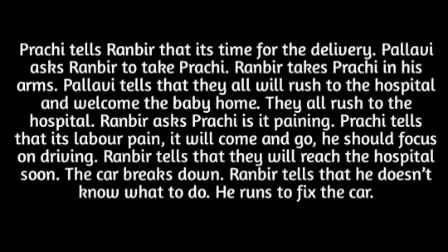 Prachi tells Ranbir that its time for the delivery. Pallavi
asks Ranbir to take Prachi. Ranbir takes Prachi in his
arms. Pallavi tells that they all will rush to the hospital
and welcome the baby home. They all rush to the
hospital. Ranbir asks Prachi is it paining. Prachi tells
that its labour pain, it will come and go, he should focus
on driving. Ranbir tells that they will reach the hospital
soon. The car breaks down. Ranbir tells that he doesn't
know what to do. He runs to fix the car.